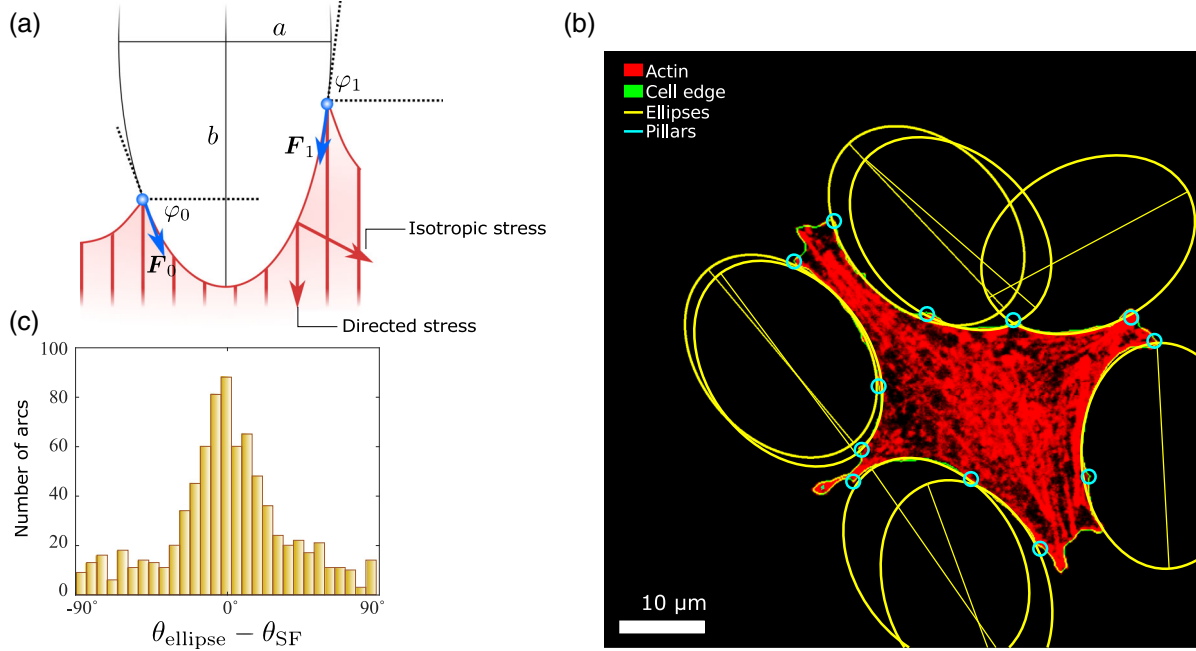 (a)
a
φ₁
b
F₁
φ₀
F₀
Isotropic stress
Directed stress
(b)
Actin
Cell edge
Ellipses
Pillars
10 μm
(c)
Number of arcs
100
80
60
40
20
0
-90° 0° 90°
θellipse − θSF